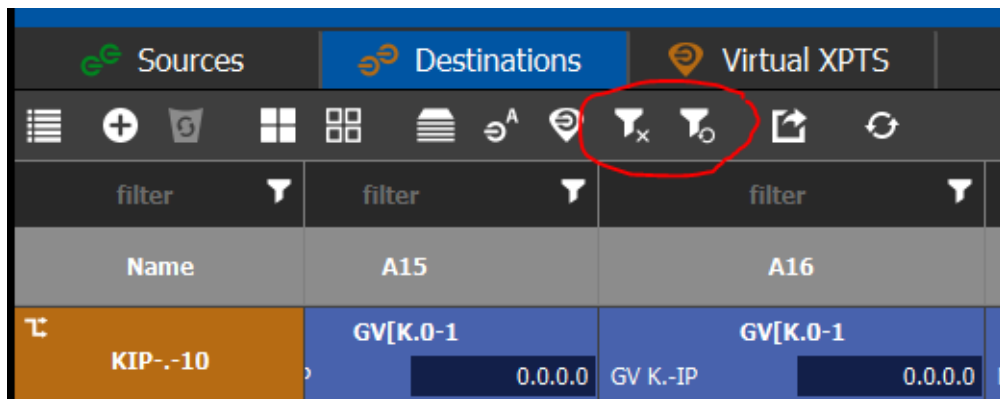 Sources
Destinations
Virtual XPTS
A
filter
filter
filter
Name
A15
A16
KIP-.-10
GV[K.0-1
0.0.0.0
GV[K.0-1
GV K.-IP
0.0.0.0